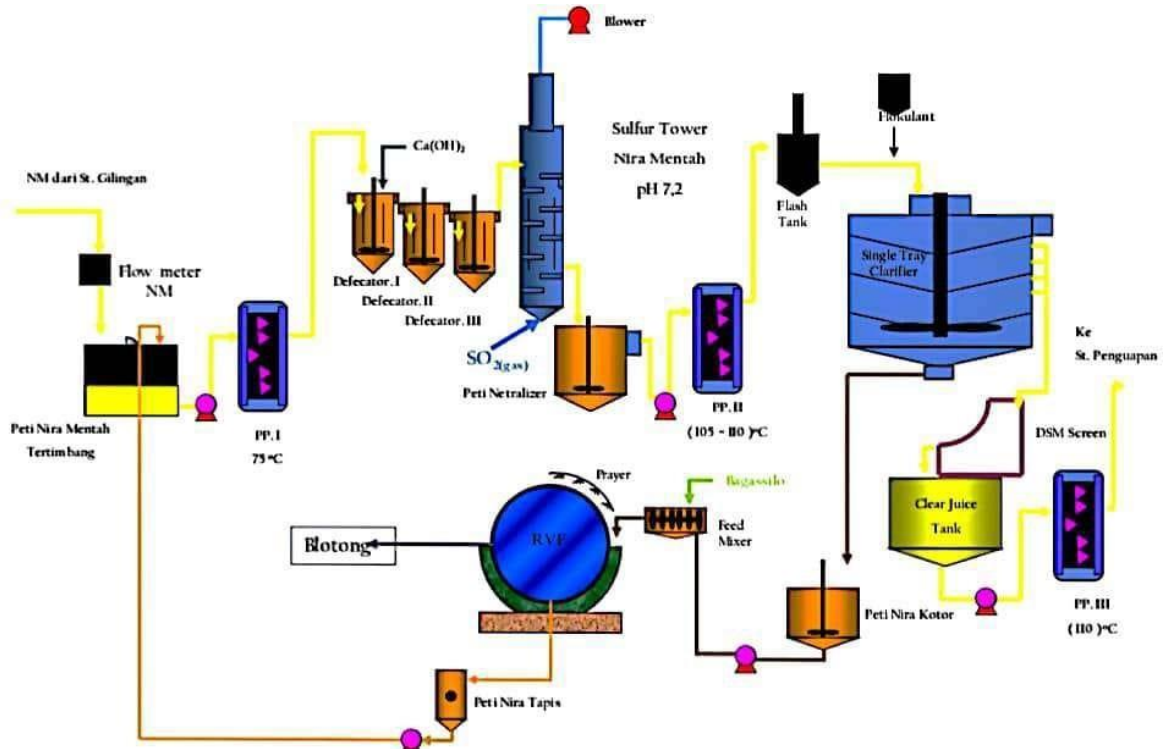 Blower
Sulfur Tower
Nira Mentah
pH 7,2
Flokulant
Ca(OH)₂
NM dari St. Gilingan
Flash
Tank
Flow meter
NM
Single Tray
Clarifier
Defecator. I
Defecator. II
Defecator. III
SO₂(gas)
Peti Netralizer
Ke
St. Penguapan
Peti Nira Mentah
Tertimbang
PP. I
75 °C
PP. II
(105 - 110 )°C
DSM Screen
Prayer
Bagassilo
Clear Juice
Tank
Feed
Mixer
RVF
Blotong
Peti Nira Kotor
PP. III
(110 )°C
Peti Nira Tapis